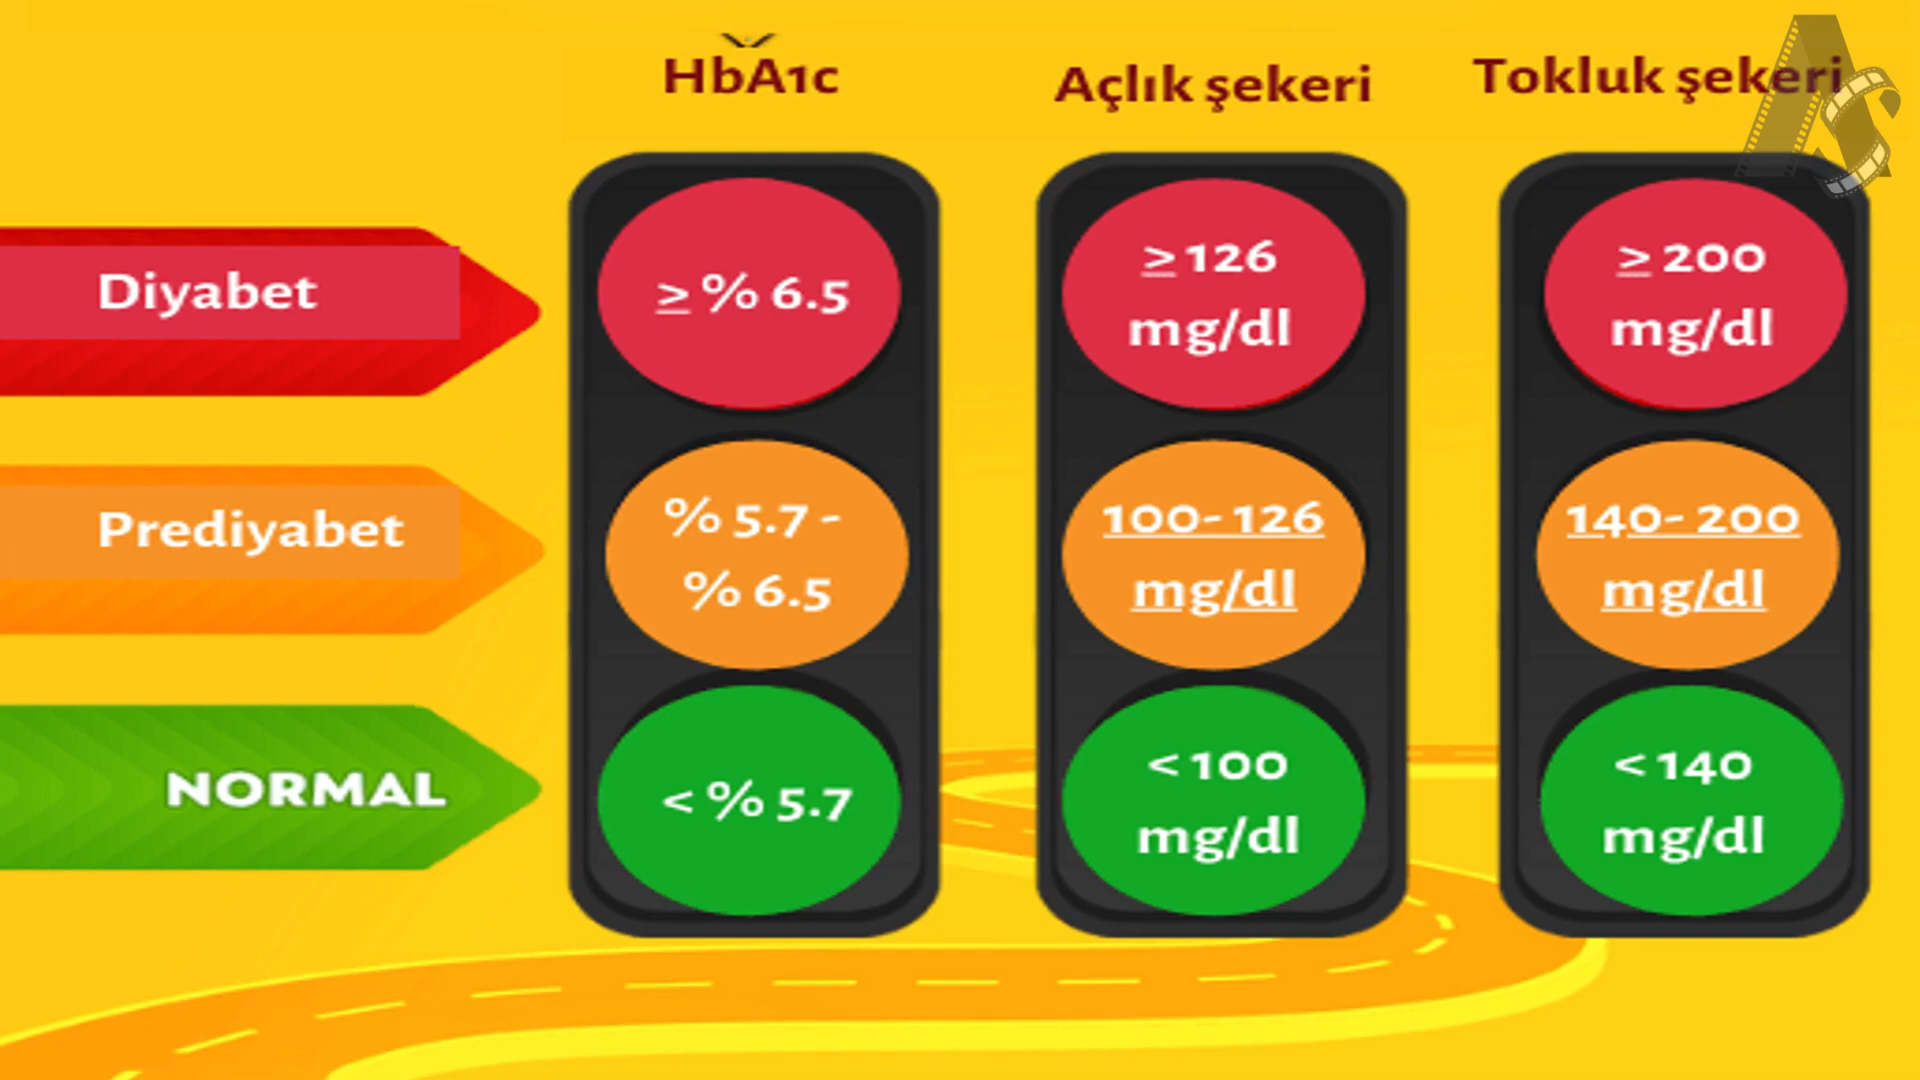 HbA1c
Açlık şekeri
Tokluk şekeri
Diyabet
≥ % 6.5
≥ 126
mg/dl
≥ 200
mg/dl
Prediyabet
% 5.7 -
% 6.5
100- 126
mg/dl
140- 200
mg/dl
NORMAL
< % 5.7
< 100
mg/dl
< 140
mg/dl
AS